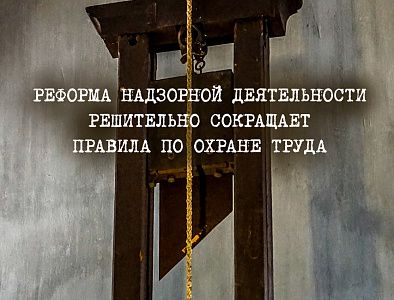 РЕФОРМА НАДЗОРНОЙ ДЕЯТЕЛЬНОСТИ
РЕШИТЕЛЬНО СОКРАЩАЕТ
ПРАВИЛА ПО ОХРАНЕ ТРУДА